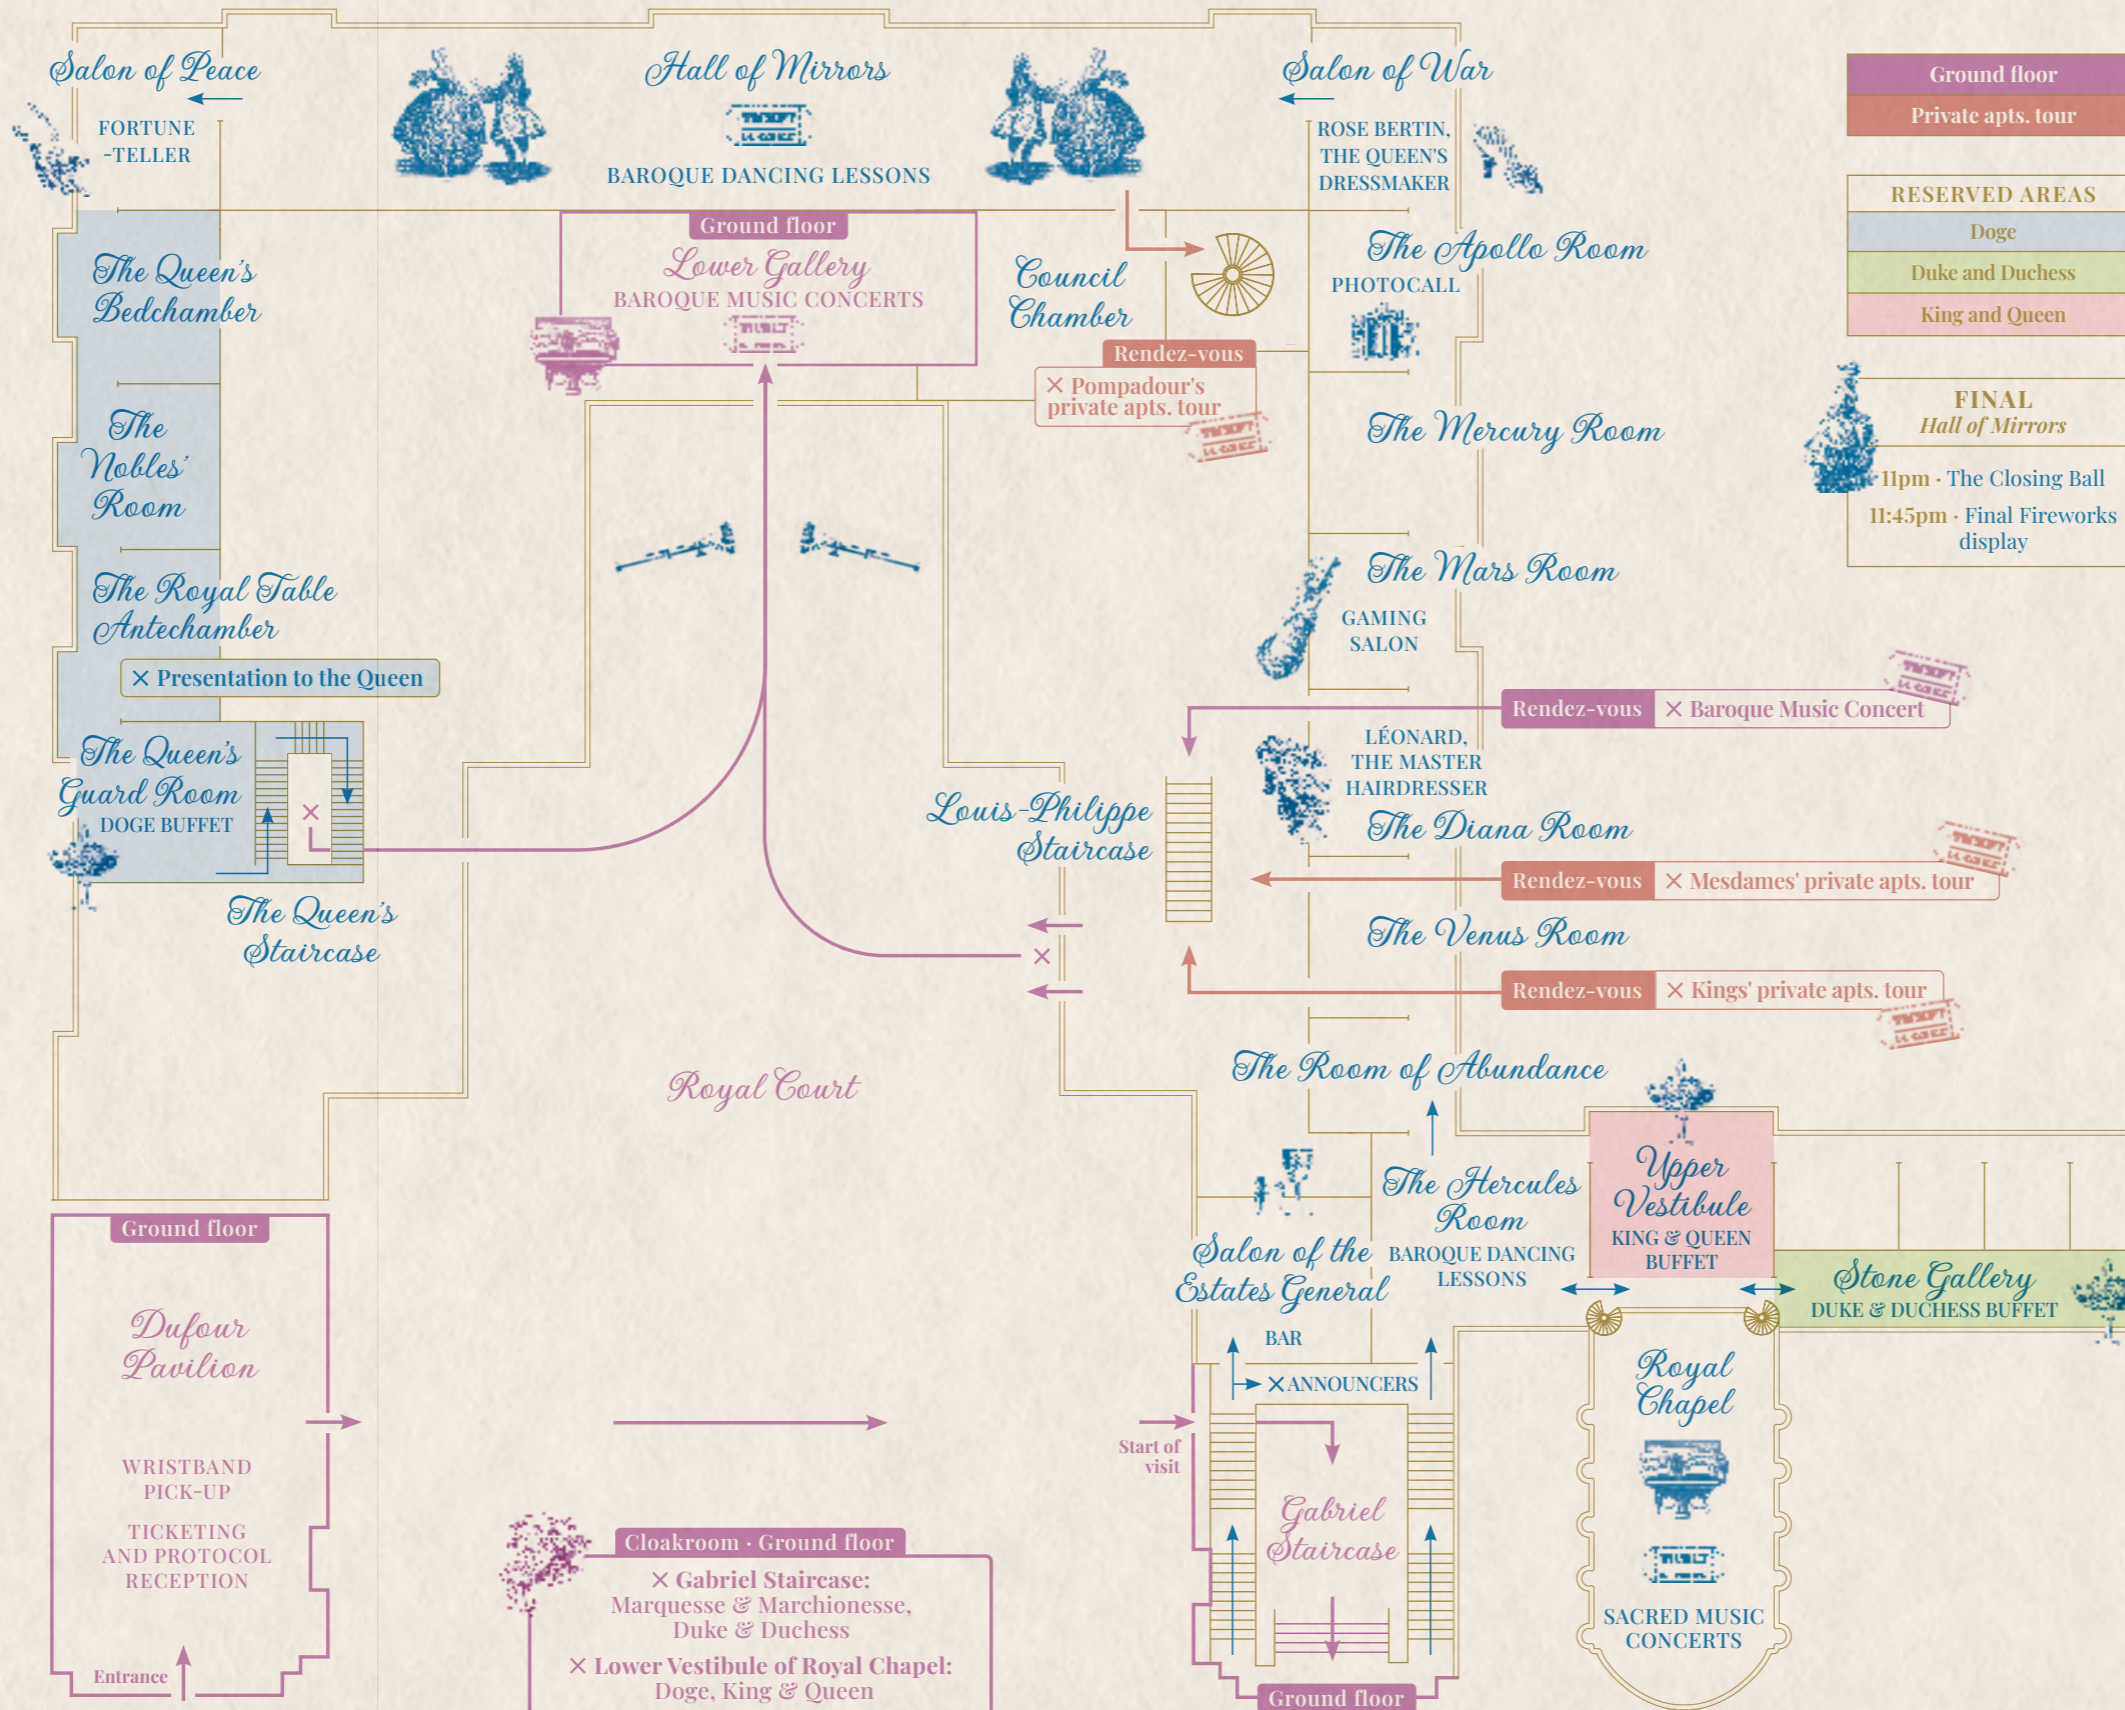 Salon of Peace
FORTUNE
-TELLER
Hall of Mirrors
BAROQUE DANCING LESSONS
Salon of War
ROSE BERTIN,
THE QUEEN'S
DRESSMAKER
Ground floor
Private apts. tour
RESERVED AREAS
Doge
Duke and Duchess
King and Queen
FINAL
Hall of Mirrors
11pm · The Closing Ball
11:45pm · Final Fireworks
display
The Queen's
Bedchamber
Ground floor
Lower Gallery
BAROQUE MUSIC CONCERTS
Council
Chamber
The Apollo Room
PHOTOCALL
Rendez-vous
× Pompadour's
private apts. tour
The
Nobles'
Room
The Mercury Room
The Royal Table
Antechamber
× Presentation to the Queen
The Mars Room
GAMING
SALON
Rendez-vous × Baroque Music Concert
The Queen's
Guard Room
DOGE BUFFET
×
LÉONARD,
THE MASTER
HAIRDRESSER
The Diana Room
Louis-Philippe
Staircase
Rendez-vous × Mesdames' private apts. tour
The Queen's
Staircase
×
The Venus Room
Rendez-vous × Kings' private apts. tour
Royal Court
The Room of Abundance
Upper
Vestibule
KING & QUEEN
BUFFET
The Hercules
Room
BAROQUE DANCING
LESSONS
Salon of the
Estates General
BAR
× ANNOUNCERS
Stone Gallery
DUKE & DUCHESS BUFFET
Ground floor
Dufour
Pavilion
WRISTBAND
PICK-UP
TICKETING
AND PROTOCOL
RECEPTION
Entrance
Start of
visit
Gabriel
Staircase
Ground floor
Royal
Chapel
SACRED MUSIC
CONCERTS
Cloakroom · Ground floor
× Gabriel Staircase:
Marquesse & Marchionesse,
Duke & Duchess
× Lower Vestibule of Royal Chapel:
Doge, King & Queen